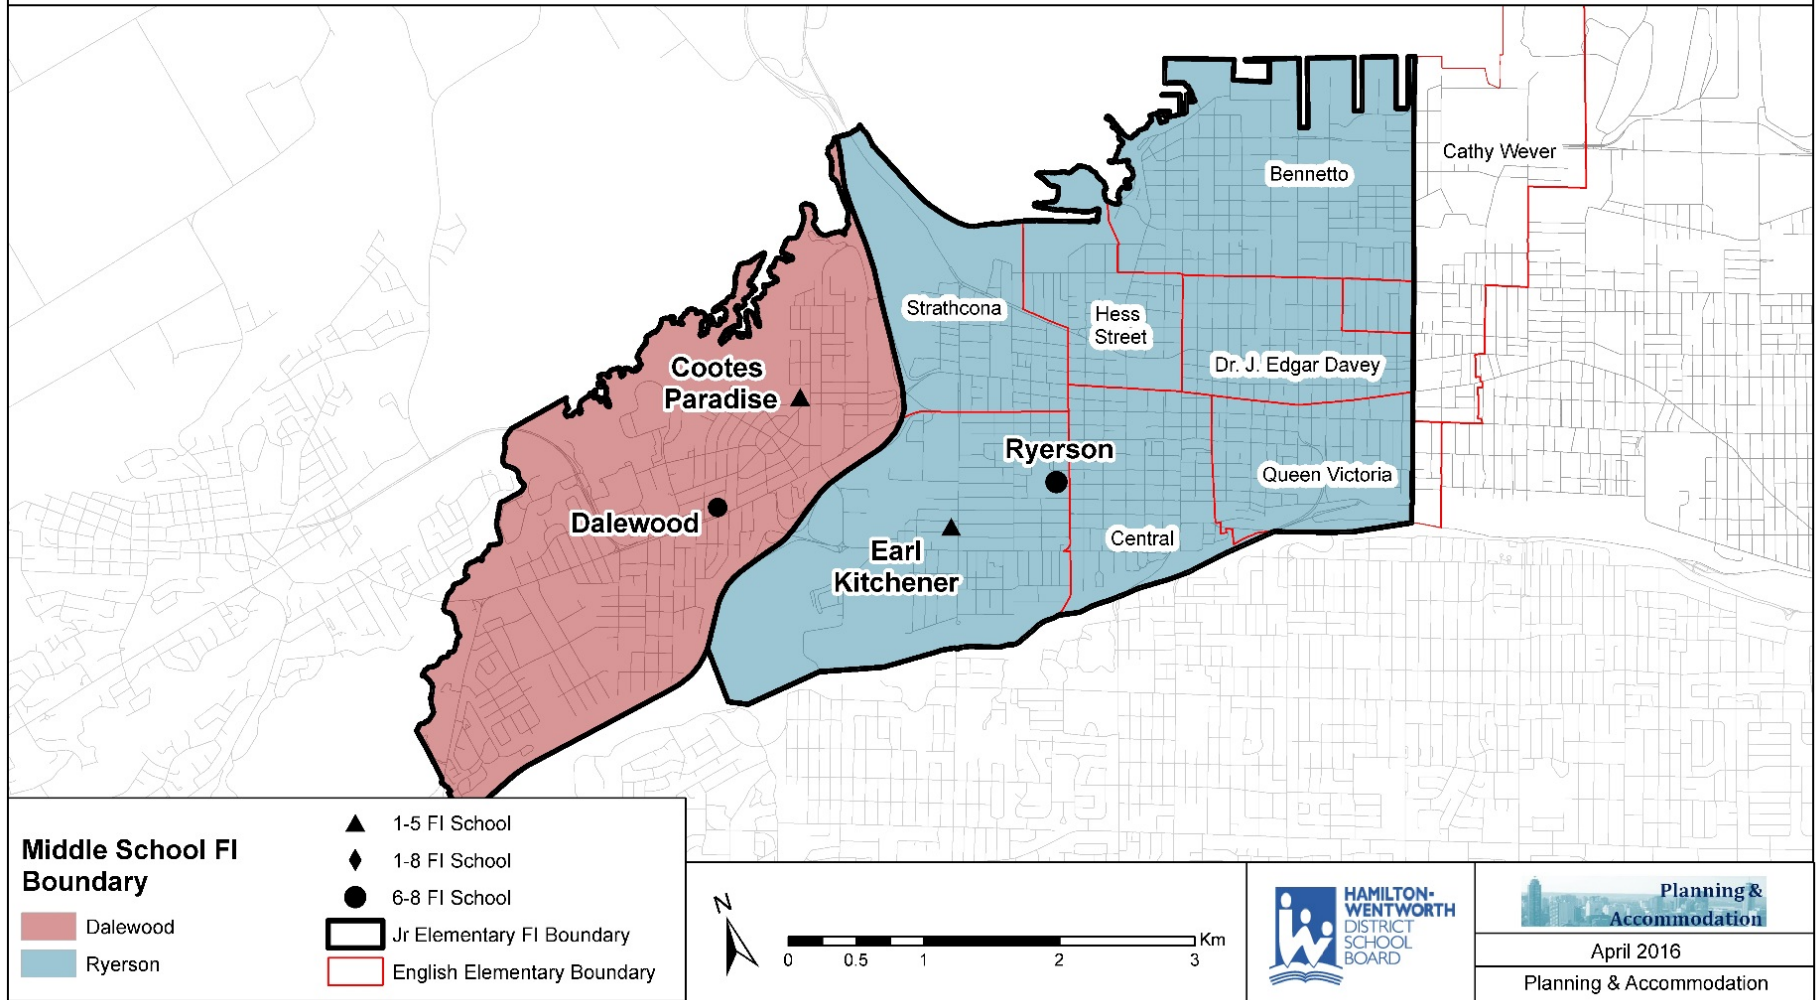 Cathy Wever
Bennetto
Strathcona
Hess
Street
Cootes
Paradise
Dr. J. Edgar Davey
Ryerson
Queen Victoria
Dalewood
Central
Earl
Kitchener
Middle School FI
Boundary
Dalewood
Ryerson
1-5 FI School
1-8 FI School
6-8 FI School
Jr Elementary FI Boundary
English Elementary Boundary
N
0 0.5 1 2 3 Km
HAMILTON-
WENTWORTH
DISTRICT
SCHOOL
BOARD
Planning &
Accommodation
April 2016
Planning & Accommodation